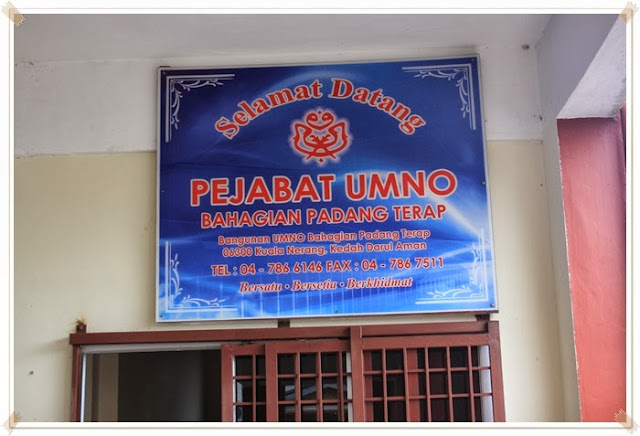 Selamat Datang
PEJABAT UMNO
BAHAGIAN PADANG TERAP
Bangunan UMNO Bahagian Padang Terap
06300 Kuala Nerang, Kedah Darul Aman
TEL : 04 - 786 6146 FAX : 04 - 786 7511
Bersatu • Bersetia • Berkhidmat